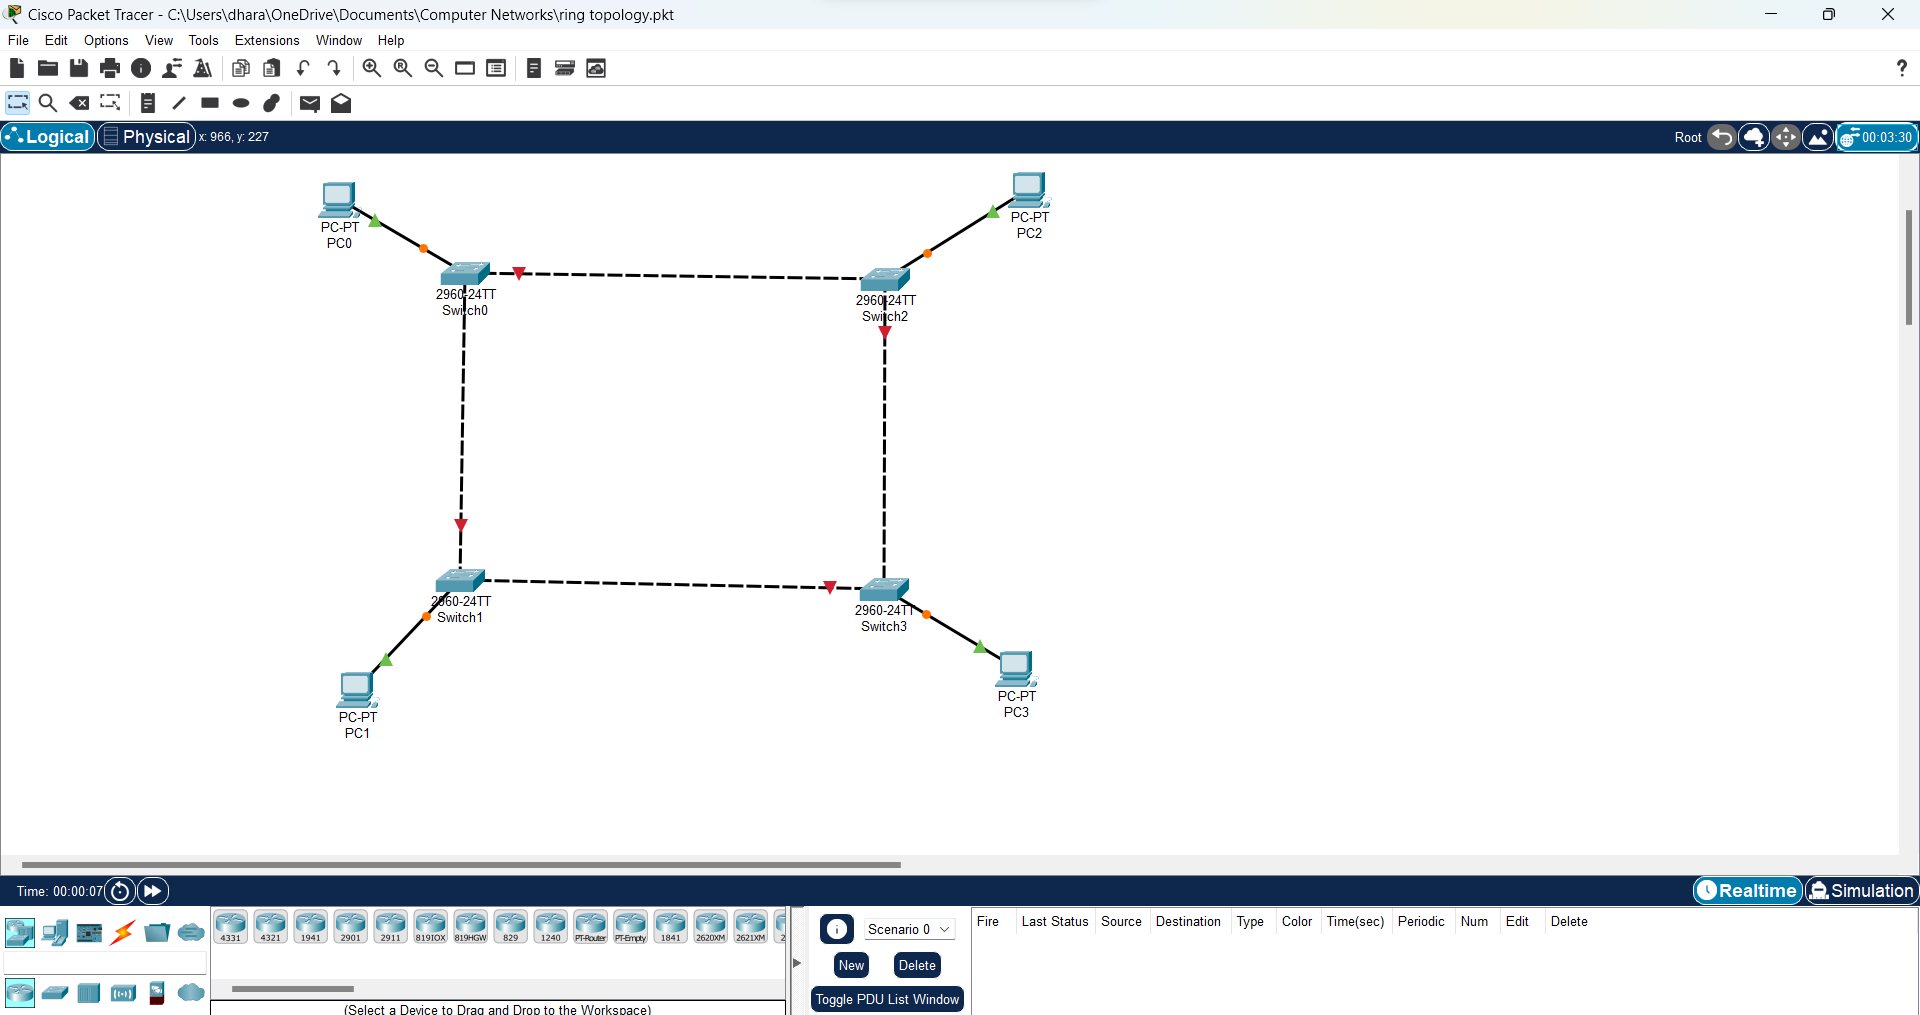 Cisco Packet Tracer - C:\Users\dhara\OneDrive\Documents\Computer Networks\ring topology.pkt
File Edit Options View Tools Extensions Window Help
Logical Physical x: 966, y: 227 Root 00:03:30
PC-PT
PC0
PC-PT
PC2
2960-24TT
Switch0
2960-24TT
Switch2
2960-24TT
Switch1
2960-24TT
Switch3
PC-PT
PC3
PC-PT
PC1
Time: 00:00:07 Realtime Simulation
4331 4321 1941 2901 2911 819IOX 819HGW 829 1240 PT-Router PT-Empty 1841 2620XM 2621XM 2
Scenario 0
New Delete
Toggle PDU List Window
Fire Last Status Source Destination Type Color Time(sec) Periodic Num Edit Delete
(Select a Device to Drag and Drop to the Workspace)